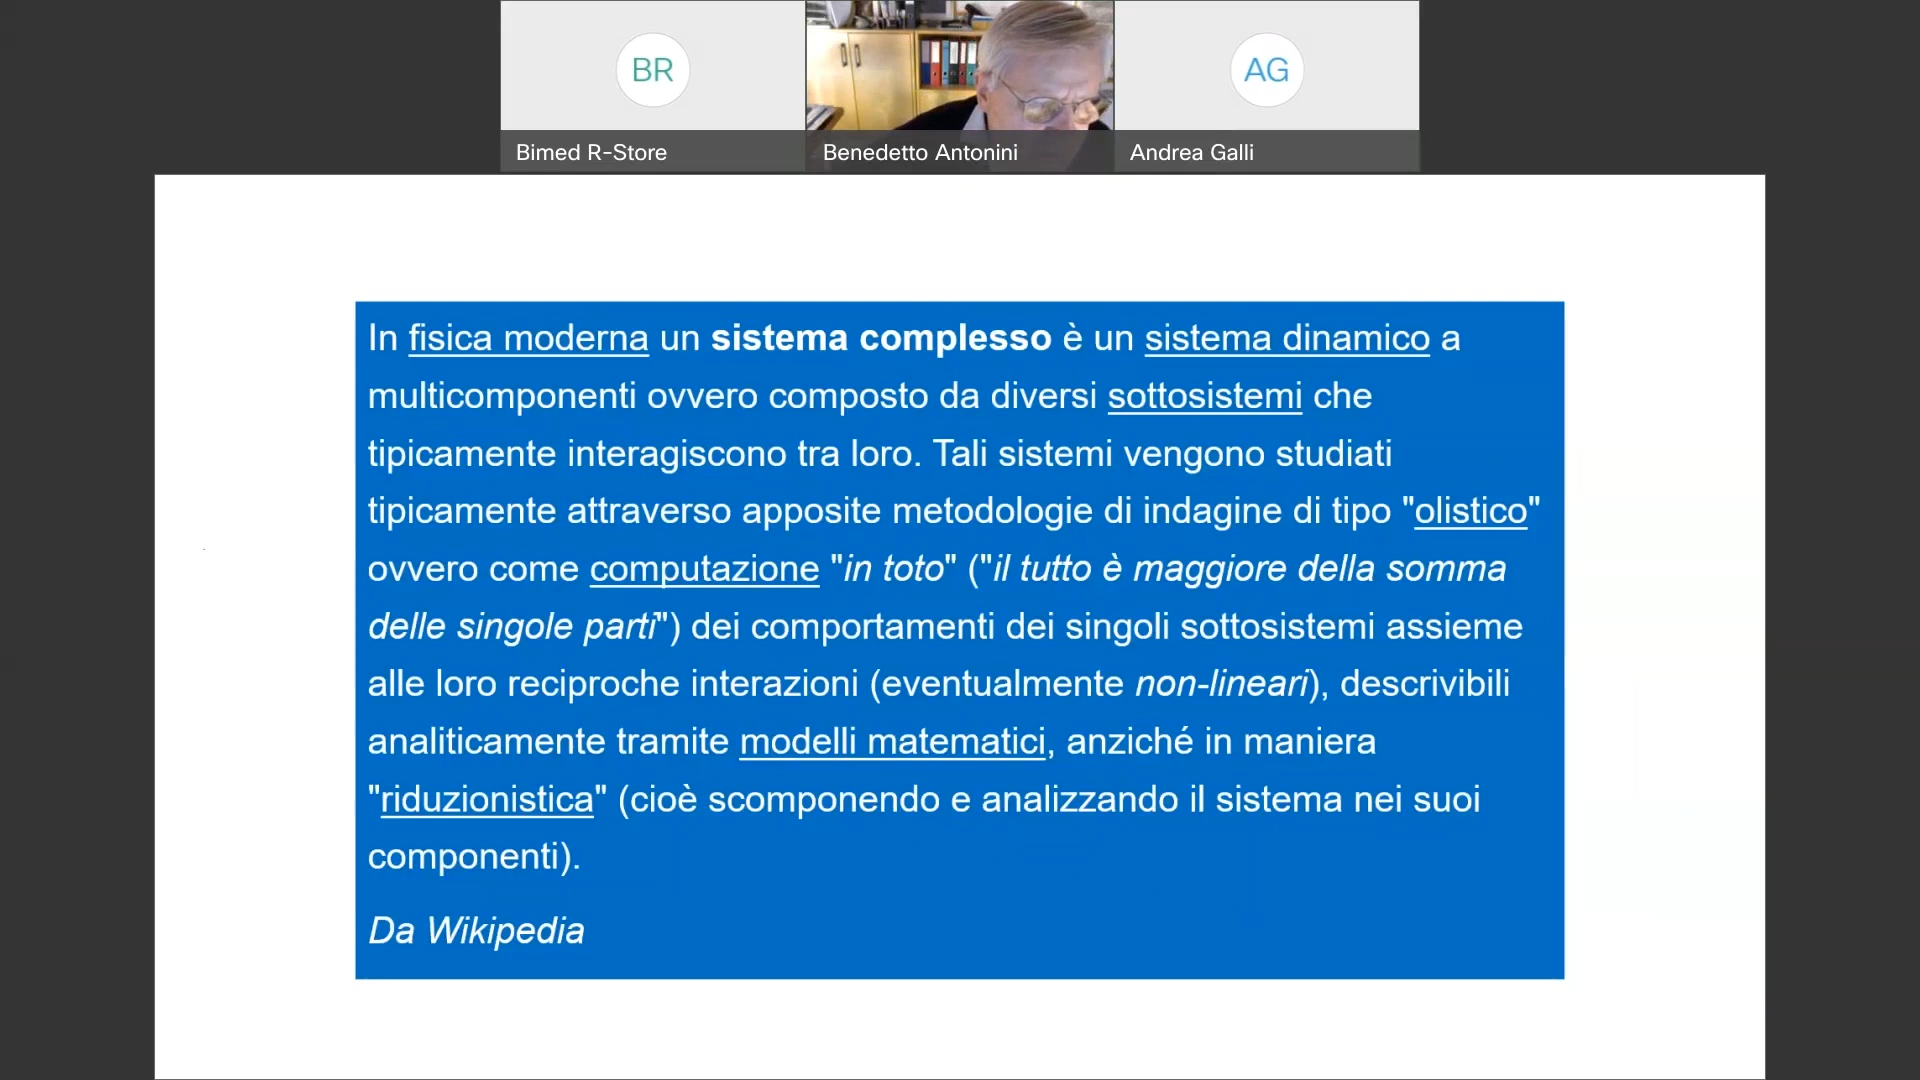 BR
AG
Bimed R-Store
Benedetto Antonini
Andrea Galli
In fisica moderna un sistema complesso è un sistema dinamico a
multicomponenti ovvero composto da diversi sottosistemi che
tipicamente interagiscono tra loro. Tali sistemi vengono studiati
tipicamente attraverso apposite metodologie di indagine di tipo "olistico"
ovvero come computazione "in toto" ("il tutto è maggiore della somma
delle singole parti") dei comportamenti dei singoli sottosistemi assieme
alle loro reciproche interazioni (eventualmente non-lineari), descrivibili
analiticamente tramite modelli matematici, anziché in maniera
"riduzionistica" (cioè scomponendo e analizzando il sistema nei suoi
componenti).
Da Wikipedia